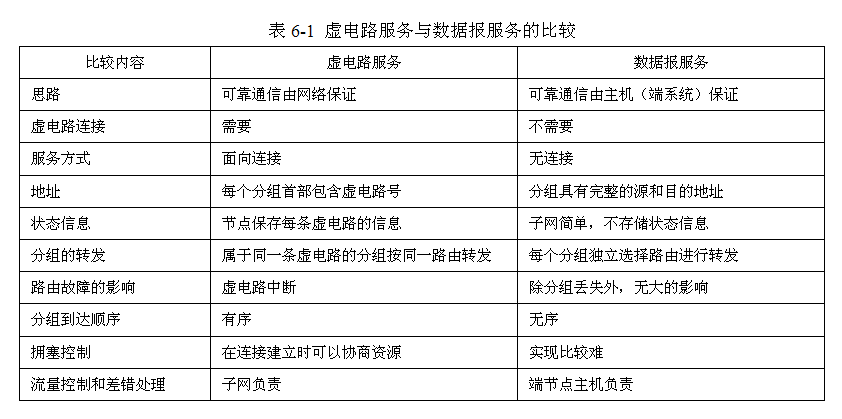 表 6-1 虚电路服务与数据报服务的比较
比较内容 虚电路服务 数据报服务
思路 可靠通信由网络保证 可靠通信由主机（端系统）保证
虚电路连接 需要 不需要
服务方式 面向连接 无连接
地址 每个分组首部包含虚电路号 分组具有完整的源和目的地址
状态信息 节点保存每条虚电路的信息 子网简单，不存储状态信息
分组的转发 属于同一条虚电路的分组按同一路由转发 每个分组独立选择路由进行转发
路由故障的影响 虚电路中断 除分组丢失外，无大的影响
分组到达顺序 有序 无序
拥塞控制 在连接建立时可以协商资源 实现比较难
流量控制和差错处理 子网负责 端节点主机负责